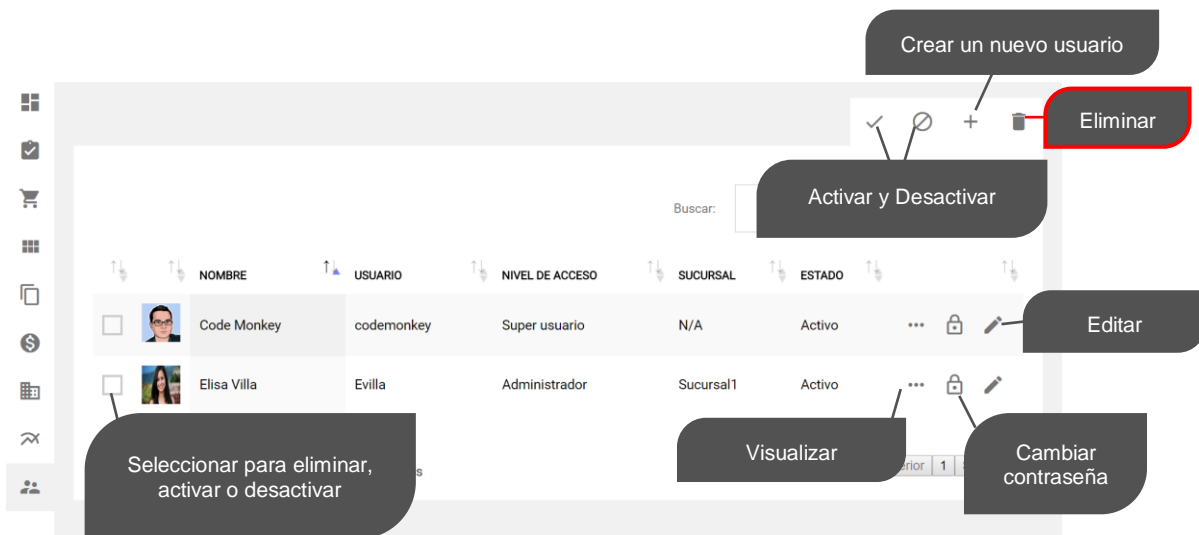 Crear un nuevo usuario
Eliminar
Activar y Desactivar
Buscar:
NOMBRE USUARIO NIVEL DE ACCESO SUCURSAL ESTADO
Code Monkey codemonkey Super usuario N/A Activo
Editar
Elisa Villa Evilla Administrador Sucursal1 Activo
Visualizar
Cambiar
contraseña
Seleccionar para eliminar,
activar o desactivar
1